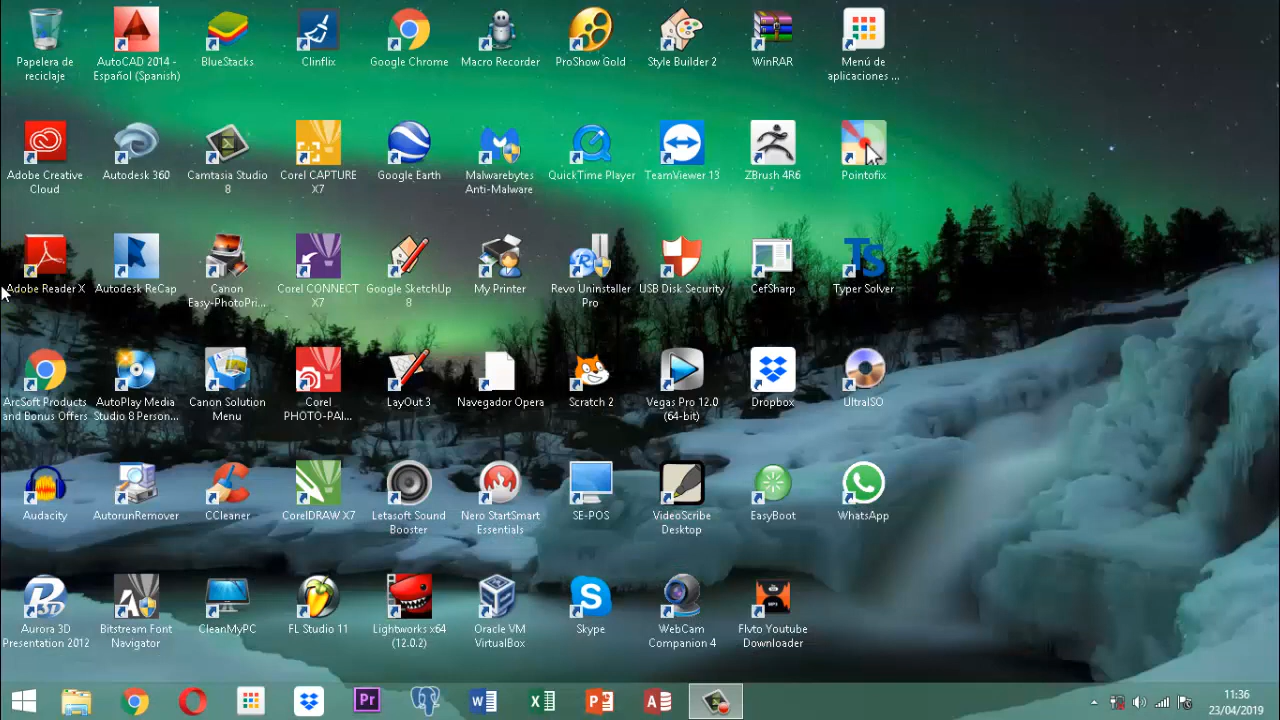 Papelera de
reciclaje
AutoCAD 2014 -
Español (Spanish)
BlueStacks
Clinflix
Google Chrome
Macro Recorder
ProShow Gold
Style Builder 2
WinRAR
Menú de
aplicaciones ...
Adobe Creative
Cloud
Autodesk 360
Camtasia Studio
8
Corel CAPTURE
X7
Google Earth
Malwarebytes
Anti-Malware
QuickTime Player
TeamViewer 13
ZBrush 4R6
Pointofix
Adobe Reader X
Autodesk ReCap
Canon
Easy-PhotoPri...
Corel CONNECT
X7
Google SketchUp
8
My Printer
Revo Uninstaller
Pro
USB Disk Security
CefSharp
Ts
Typer Solver
ArcSoft Products
and Bonus Offers
AutoPlay Media
Studio 8 Person...
Canon Solution
Menu
Corel
PHOTO-PAI...
LayOut 3
Navegador Opera
Scratch 2
Vegas Pro 12.0
(64-bit)
Dropbox
UltraISO
Audacity
AutorunRemover
CCleaner
CorelDRAW X7
Letasoft Sound
Booster
Nero StartSmart
Essentials
SE-POS
VideoScribe
Desktop
EasyBoot
WhatsApp
Aurora 3D
Presentation 2012
Bitstream Font
Navigator
CleanMyPC
FL Studio 11
Lightworks x64
(12.0.2)
Oracle VM
VirtualBox
Skype
WebCam
Companion 4
Flvto Youtube
Downloader
Pr
11:36
23/04/2019